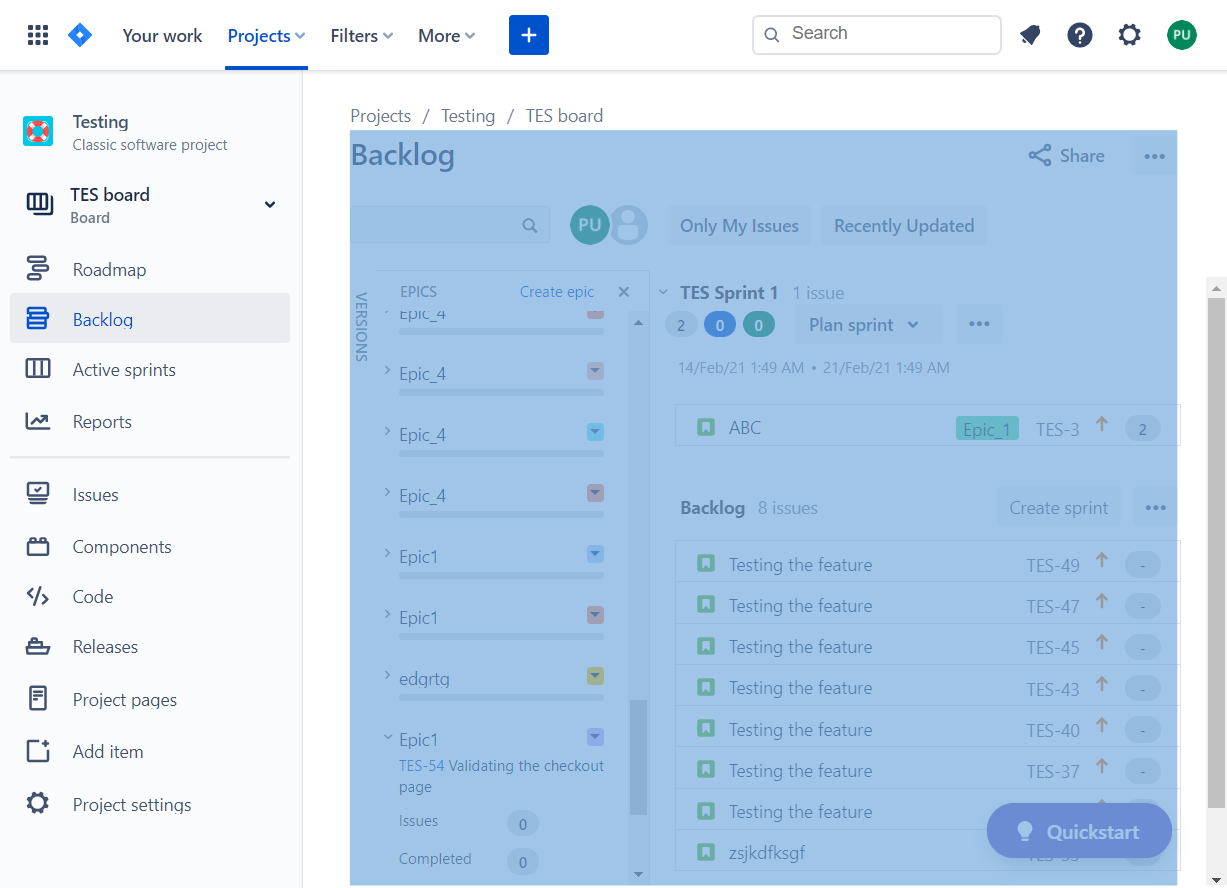 Your work Projects Filters More + Search ? PU
Testing
Classic software project
TES board
Board
Roadmap
Backlog
Active sprints
Reports
Issues
Components
Code
Releases
Project pages
Add item
Project settings
Projects / Testing / TES board
Backlog Share
PU Only My Issues Recently Updated
VERSIONS
EPICS Create epic
Epic_4
Epic_4
Epic_4
Epic_4
Epic1
Epic1
edgrtg
Epic1
TES-54 Validating the checkout
page
Issues 0
Completed 0
TES Sprint 1 1 issue
2 0 0 Plan sprint
14/Feb/21 1:49 AM • 21/Feb/21 1:49 AM
ABC Epic_1 TES-3 2
Backlog 8 issues Create sprint
Testing the feature TES-49 -
Testing the feature TES-47 -
Testing the feature TES-45 -
Testing the feature TES-43 -
Testing the feature TES-40 -
Testing the feature TES-37 -
Testing the feature
zsjkdfksgf
Quickstart